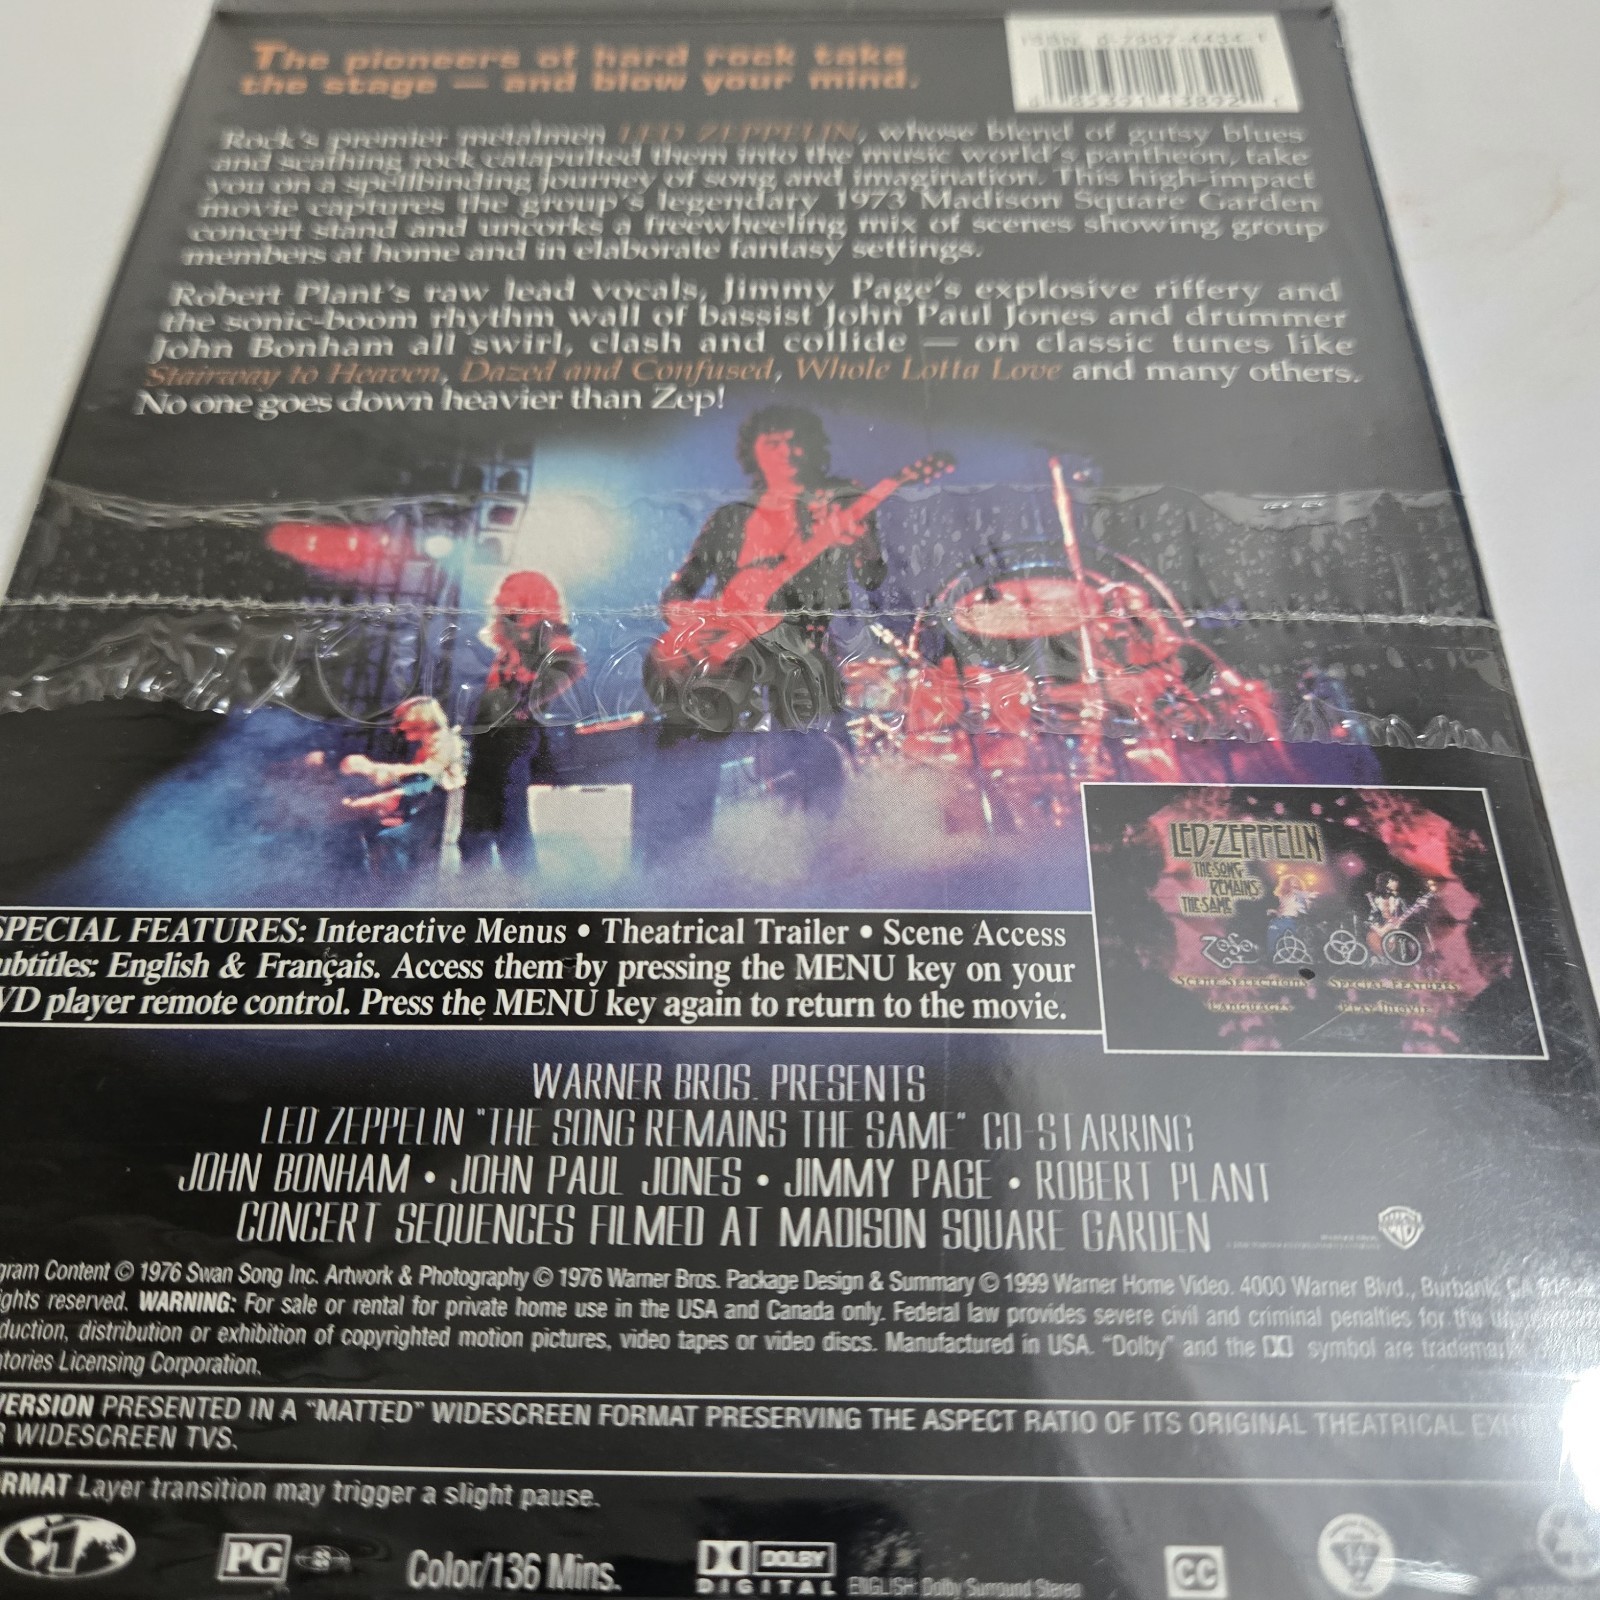 The pioneers of hard rock take
the stage — and blow your mind.
Rock's premier metalmen LED ZEPPELIN, whose blend of gutsy blues
and scathing rock catapulted them into the music world's pantheon, take
you on a spellbinding journey of song and imagination. This high-impact
movie captures the group's legendary 1973 Madison Square Garden
concert stand and uncorks a freewheeling mix of scenes showing group
members at home and in elaborate fantasy settings.
Robert Plant's raw lead vocals, Jimmy Page's explosive riffery and
the sonic-boom rhythm wall of bassist John Paul Jones and drummer
John Bonham all swirl, clash and collide — on classic tunes like
Stairway to Heaven, Dazed and Confused, Whole Lotta Love and many others.
No one goes down heavier than Zep!
LED-ZEPPELIN
THE·SONG
REMAINS
THE·SAME
SCENE SELECTIONS SPECIAL FEATURES
LANGUAGES PLAY MOVIE
SPECIAL FEATURES: Interactive Menus • Theatrical Trailer • Scene Access
ubtitles: English & Français. Access them by pressing the MENU key on your
VD player remote control. Press the MENU key again to return to the movie.
WARNER BROS. PRESENTS
LED ZEPPELIN "THE SONG REMAINS THE SAME" CO-STARRING
JOHN BONHAM • JOHN PAUL JONES • JIMMY PAGE • ROBERT PLANT
CONCERT SEQUENCES FILMED AT MADISON SQUARE GARDEN
gram Content © 1976 Swan Song Inc. Artwork & Photography © 1976 Warner Bros. Package Design & Summary © 1999 Warner Home Video. 4000 Warner Blvd., Burbank, CA
ights reserved. WARNING: For sale or rental for private home use in the USA and Canada only. Federal law provides severe civil and criminal penalties for the
duction, distribution or exhibition of copyrighted motion pictures, video tapes or video discs. Manufactured in USA. "Dolby" and the DD symbol are trademarks
tories Licensing Corporation.
VERSION PRESENTED IN A "MATTED" WIDESCREEN FORMAT PRESERVING THE ASPECT RATIO OF ITS ORIGINAL THEATRICAL EXHI
R WIDESCREEN TVS.
RMAT Layer transition may trigger a slight pause.
1 PG Color/136 Mins. DOLBY DIGITAL ENGLISH: Dolby Surround Stereo CC